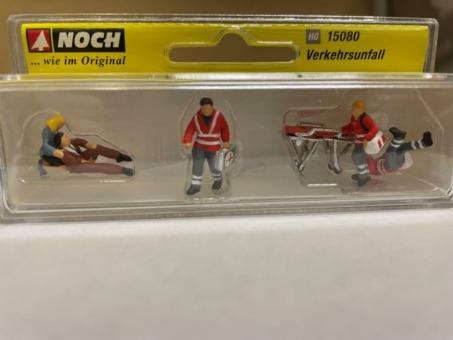 NOCH
... wie im Original
H0 15080
Verkehrsunfall